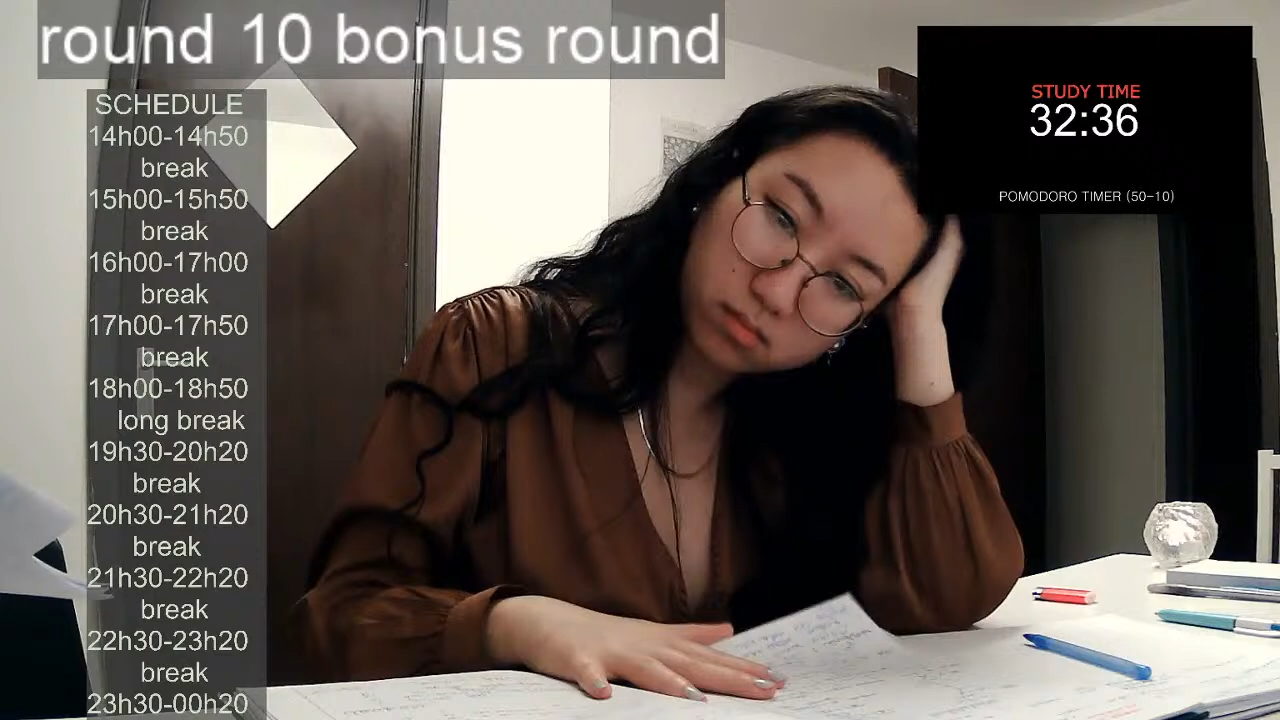 round 10 bonus round
SCHEDULE
14h00-14h50
break
15h00-15h50
break
16h00-17h00
break
17h00-17h50
break
18h00-18h50
long break
19h30-20h20
break
20h30-21h20
break
21h30-22h20
break
22h30-23h20
break
23h30-00h20
STUDY TIME
32:36
POMODORO TIMER (50-10)